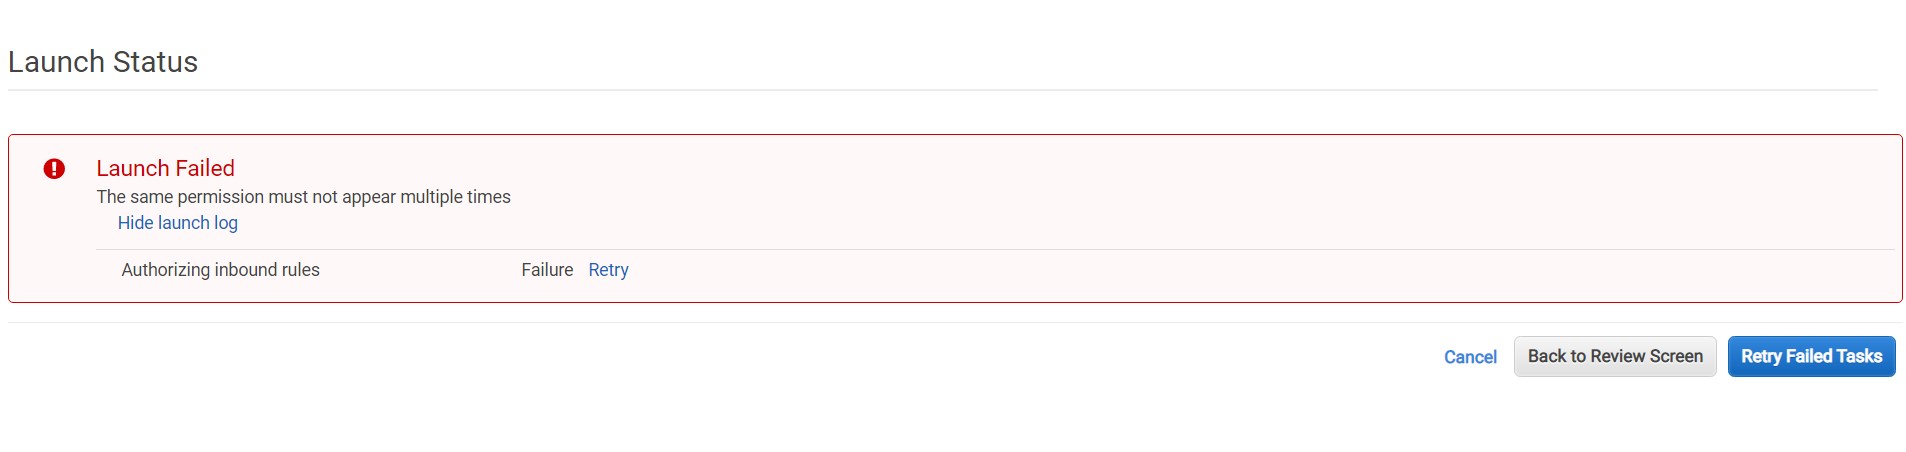 Launch Status
Launch Failed
The same permission must not appear multiple times
Hide launch log
Authorizing inbound rules Failure Retry
Cancel Back to Review Screen Retry Failed Tasks